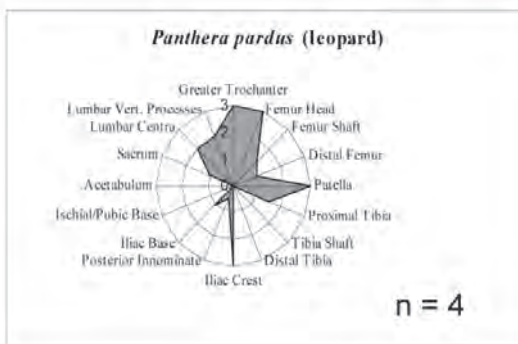 Panthera pardus (leopard)
Greater Trochanter
Lumbar Vert. Processes 3 Femur Head
Lumbar Centra 2 Femur Shaft
Sacrum 1 Distal Femur
Acetabulum 0 Patella
Ischial/Pubic Base Proximal Tibia
Iliac Base Tibia Shaft
Posterior Innominate Distal Tibia
Iliac Crest
n = 4